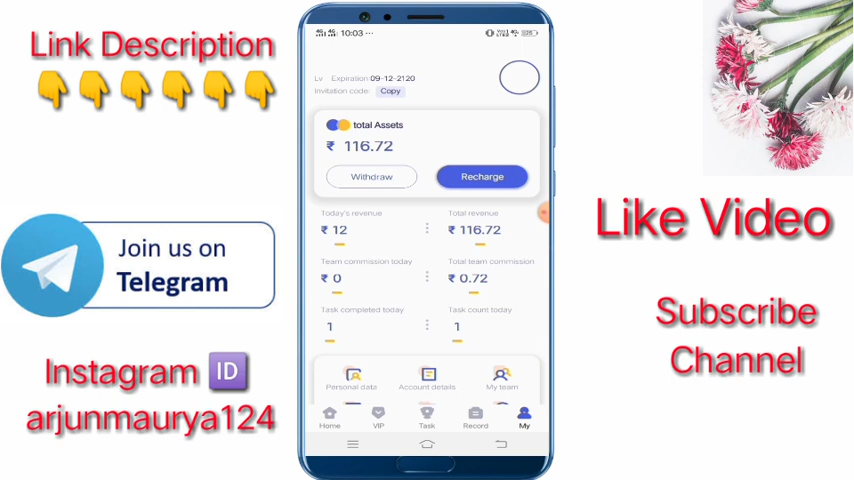 Link Description
👇👇👇👇👇👇
Join us on
Telegram
Instagram 🆔
arjunmaurya124
10:03 ...
Lv Expiration:09-12-2120
Invitation code: Copy
total Assets
₹ 116.72
Withdraw Recharge
Today's revenue Total revenue
₹ 12 ₹ 116.72
Team commission today Total team commission
₹ 0 ₹ 0.72
Task completed today Task count today
1 1
Personal data Account details My team
Home VIP Task Record My
Like Video
Subscribe
Channel